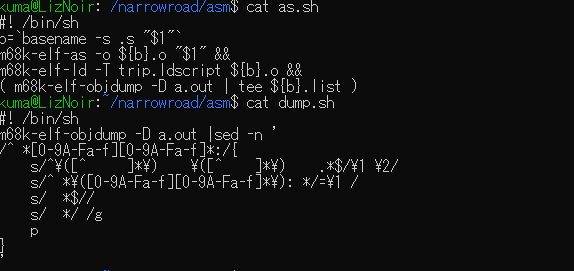 kuma@LizNoir:~/narrowroad/asm$ cat as.sh
#! /bin/sh
b=`basename -s .s "$1"`
m68k-elf-as -o ${b}.o "$1" &&
m68k-elf-ld -T trip.ldscript ${b}.o &&
( m68k-elf-objdump -D a.out | tee ${b}.list )
kuma@LizNoir:~/narrowroad/asm$ cat dump.sh
#! /bin/sh
m68k-elf-objdump -D a.out |sed -n '
/^ *[0-9A-Fa-f][0-9A-Fa-f]*:/{
    s/^¥([^     ]*¥)    ¥([^    ]*¥)    .*$/¥1 ¥2/
    s/^ *¥([0-9A-Fa-f][0-9A-Fa-f]*¥): */=¥1 /
    s/  *$//
    s/  */ /g
    p
}
'